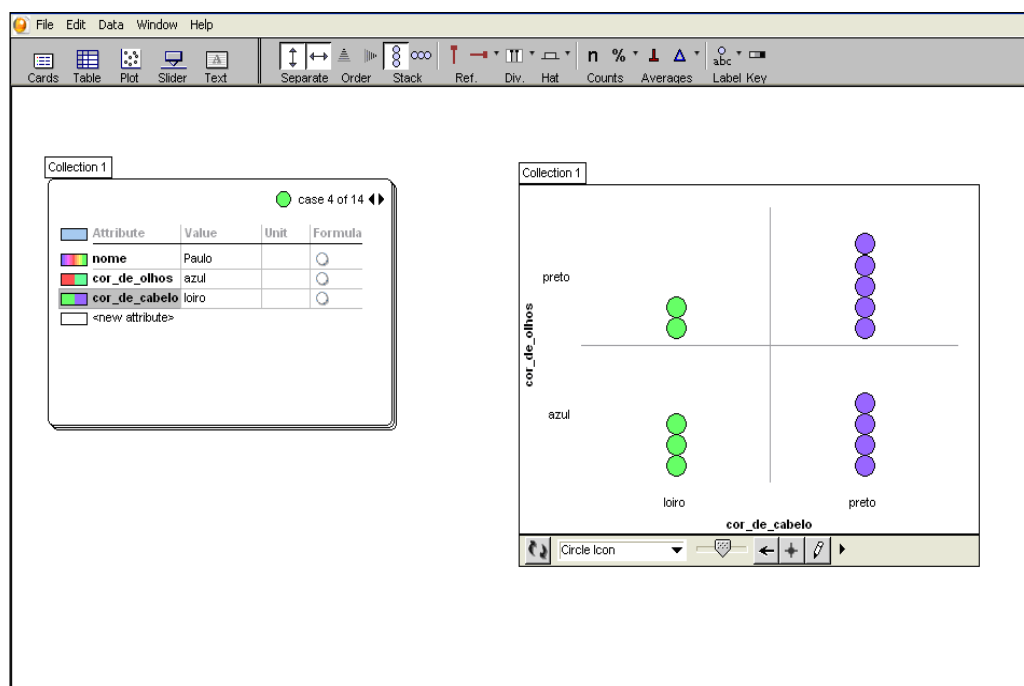 File Edit Data Window Help
Cards Table Plot Slider Text Separate Order Stack Ref. Div. Hat n % Counts Averages abc Label Key
Collection 1
case 4 of 14
Attribute Value Unit Formula
nome Paulo
cor_de_olhos azul
cor_de_cabelo loiro
<new attribute>
Collection 1
preto
cor_de_olhos
azul
loiro preto
cor_de_cabelo
Circle Icon